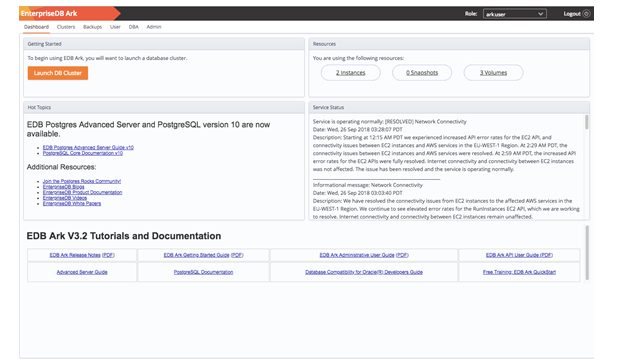 EnterpriseDB Ark
Role: ark:user Logout
Dashboard Clusters Backups User DBA Admin
Getting Started
To begin using EDB Ark, you will want to launch a database cluster.
Launch DB Cluster
Resources
You are using the following resources:
2 Instances 0 Snapshots 3 Volumes
Hot Topics
EDB Postgres Advanced Server and PostgreSQL version 10 are now
available.
EDB Postgres Advanced Server Guide v10
PostgreSQL Core Documentation v10
Additional Resources:
Join the Postgres Rocks Community!
EnterpriseDB Blogs
EnterpriseDB Product Documentation
EnterpriseDB Videos
EnterpriseDB White Papers
Service Status
Service is operating normally: [RESOLVED] Network Connectivity
Date: Wed, 26 Sep 2018 03:28:07 PDT
Description: Starting at 12:15 AM PDT we experienced increased API error rates for the EC2 API, and
connectivity issues between EC2 instances and AWS services in the EU-WEST-1 Region. At 2:29 AM PDT, the
connectivity issues between EC2 instances and AWS services were resolved. At 2:59 AM PDT, the increased API
error rates for the EC2 APIs were fully resolved. Internet connectivity and connectivity between EC2 instances
was not affected. The issue has been resolved and the service is operating normally.
Informational message: Network Connectivity
Date: Wed, 26 Sep 2018 03:03:40 PDT
Description: We have resolved the connectivity issues from EC2 instances to the affected AWS services in the
EU-WEST-1 Region. We continue to see elevated error rates for the RunInstances EC2 API, which we are working
to resolve. Internet connectivity and connectivity between EC2 instances remain unaffected.
EDB Ark V3.2 Tutorials and Documentation
EDB Ark Release Notes (PDF) EDB Ark Getting Started Guide (PDF) EDB Ark Administrative User Guide (PDF) EDB Ark API User Guide (PDF)
Advanced Server Guide PostgreSQL Documentation Database Compatibility for Oracle(R) Developers Guide Free Training: EDB Ark QuickStart